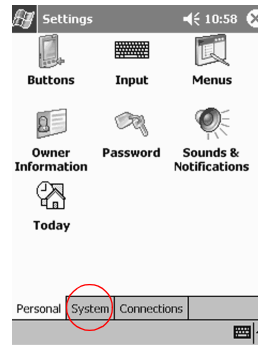 Settings 10:58
Buttons Input Menus
Owner Information Password Sounds & Notifications
Today
Personal System Connections